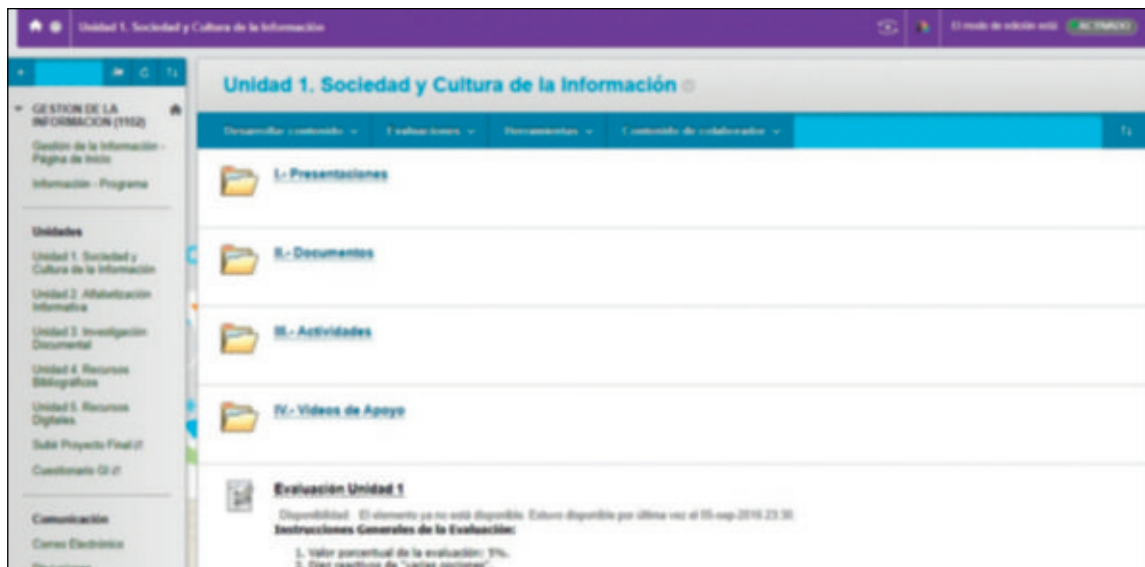 Unidad 1. Sociedad y Cultura de la Información
El modo de edición está: ACTIVADO
GESTION DE LA
INFORMACION (1102)
Gestión de la Información -
Página de Inicio
Información - Programa
Unidades
Unidad 1. Sociedad y
Cultura de la Información
Unidad 2. Alfabetización
Informativa
Unidad 3. Investigación
Documental
Unidad 4. Recursos
Bibliográficos
Unidad 5. Recursos
Digitales
Subir Proyecto Final
Cuestionario GI
Comunicación
Correo Electrónico
Unidad 1. Sociedad y Cultura de la Información
Desarrollar contenido Evaluaciones Herramientas Contenido de colaborador
I.- Presentaciones
II.- Documentos
III.- Actividades
IV.- Videos de Apoyo
Evaluación Unidad 1
Disponibilidad: El elemento ya no está disponible. Estuvo disponible por última vez el 05-sep-2016 23:30.
Instrucciones Generales de la Evaluación:
1. Valor porcentual de la evaluación: 5%.
2. Diez reactivos de "varias opciones".